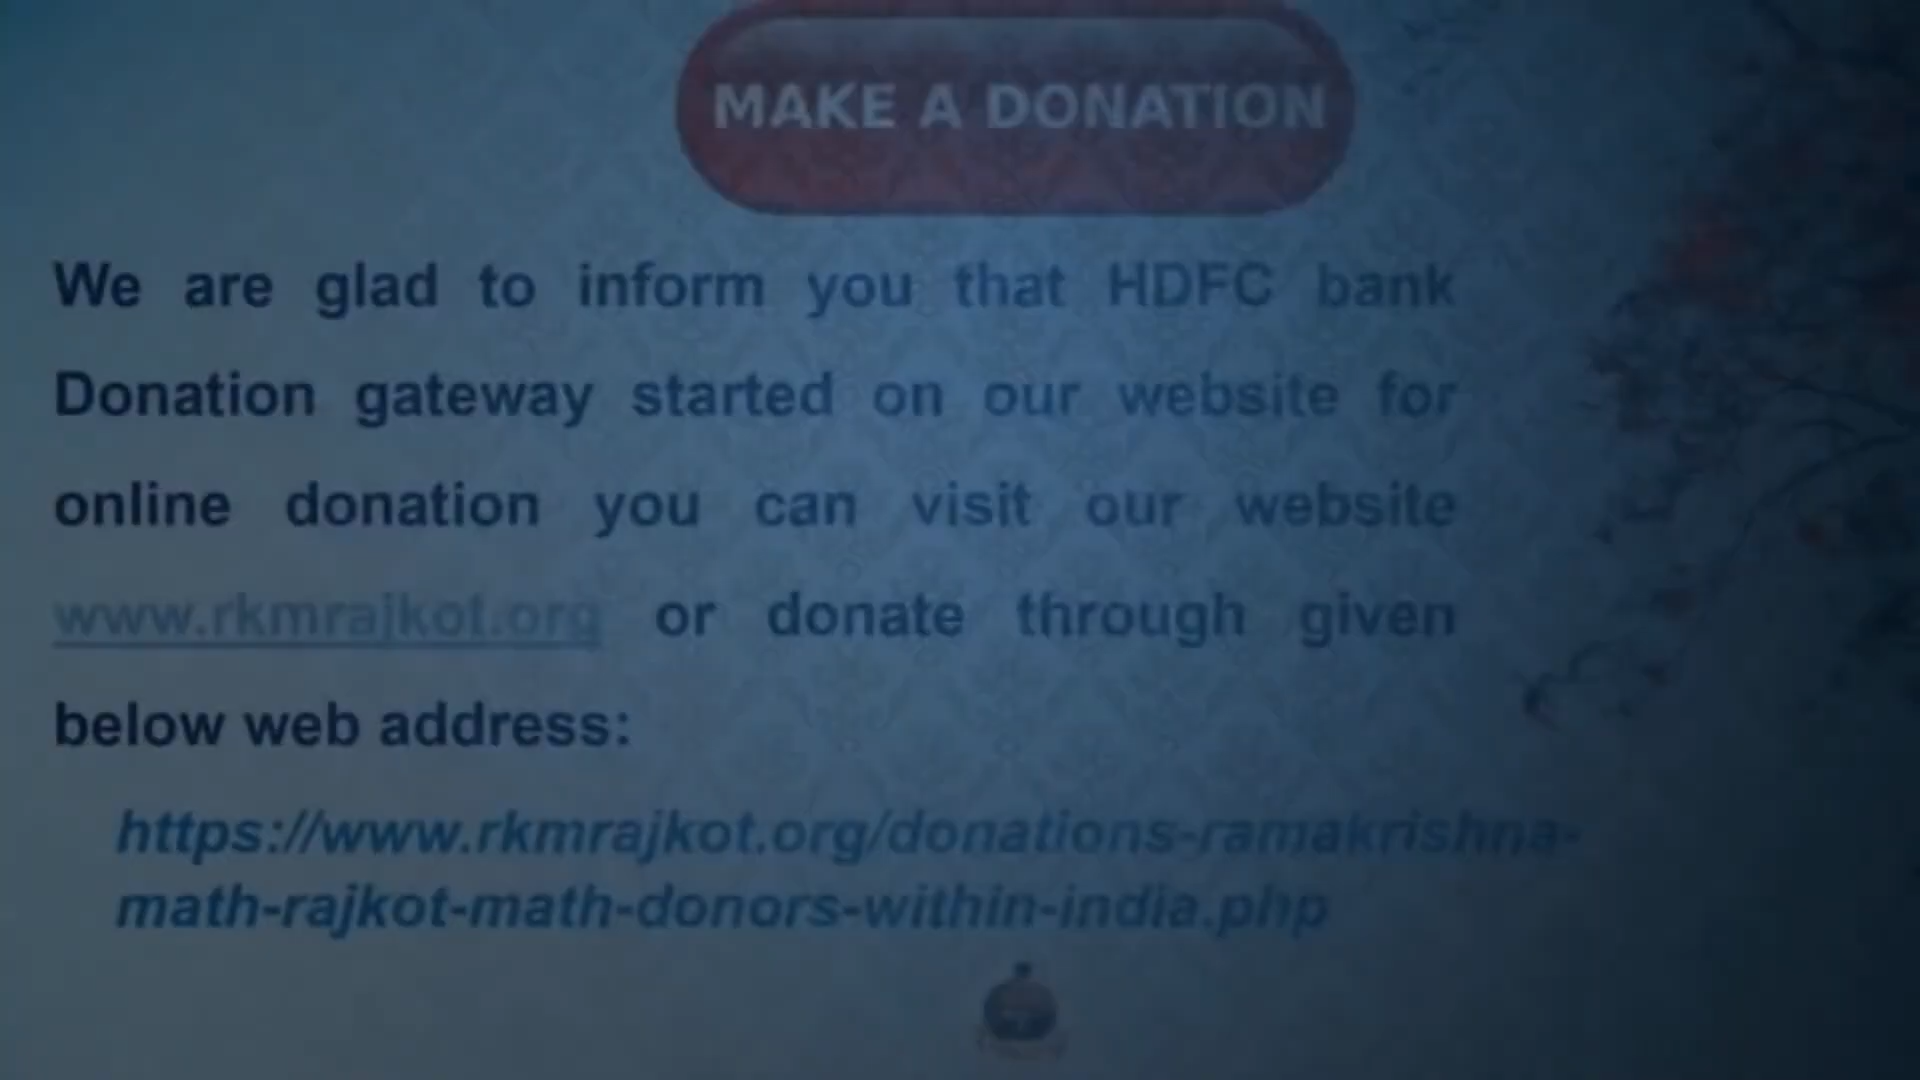 MAKE A DONATION
We are glad to inform you that HDFC bank
Donation gateway started on our website for
online donation you can visit our website
www.rkmrajkot.org or donate through given
below web address:
https://www.rkmrajkot.org/donations-ramakrishna-
math-rajkot-math-donors-within-india.php